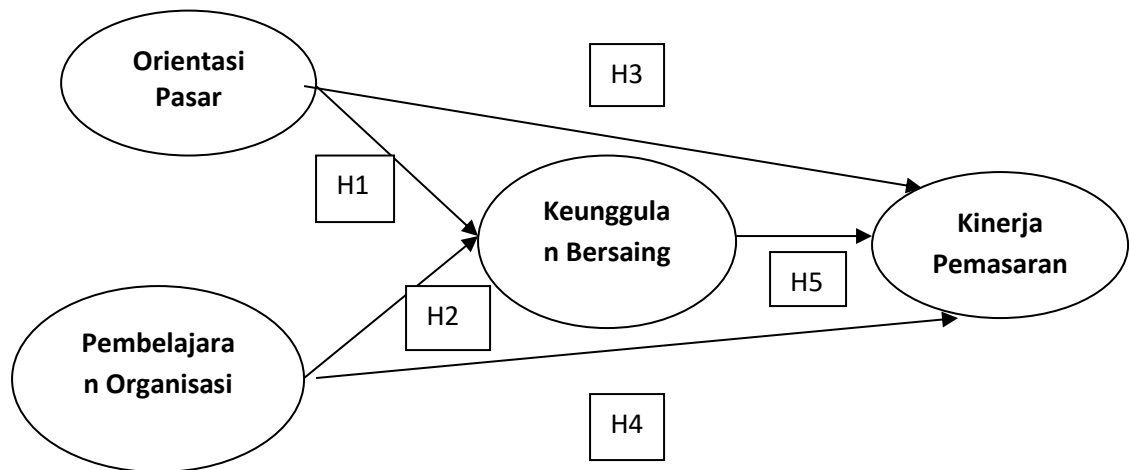 Orientasi
Pasar
H3
H1
Keunggula
n Bersaing
Kinerja
Pemasaran
H5
H2
Pembelajara
n Organisasi
H4